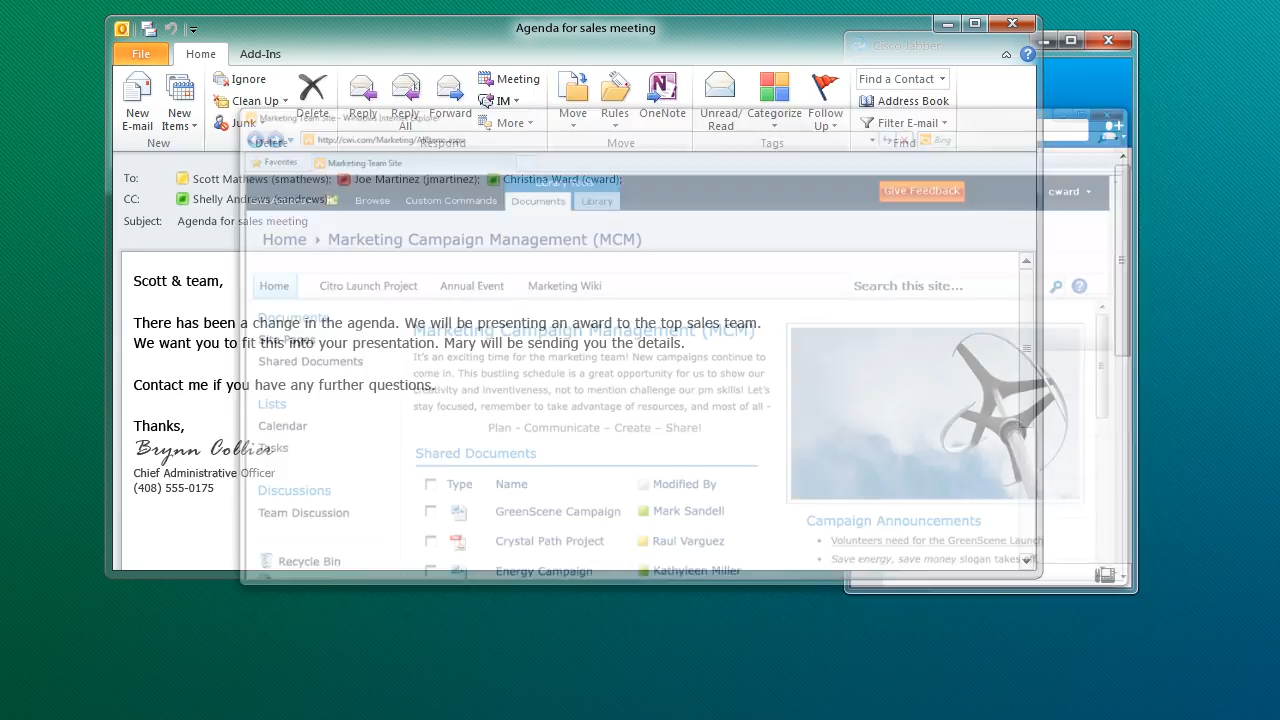 Agenda for sales meeting
Cisco Jabber
File Home Add-Ins
New E-mail
New Items
Ignore
Clean Up
Junk
Delete
Reply
Reply All
Forward
Meeting
IM
More
Move
Rules
OneNote
Unread/ Read
Categorize
Follow Up
Find a Contact
Address Book
Filter E-mail
New Delete Respond Move Tags Find
Marketing Team Site - Windows Internet Explorer
Bing
Favorites Marketing Team Site
To: Scott Mathews (smathews); Joe Martinez (jmartinez); Christina Ward (cward);
CC: Shelly Andrews (sandrews)
Subject: Agenda for sales meeting
Library Tools
Browse Custom Commands Documents Library
Give Feedback
cward
Home Marketing Campaign Management (MCM)
Home Citro Launch Project Annual Event Marketing Wiki Search this site...
Scott & team,
There has been a change in the agenda. We will be presenting an award to the top sales team.
We want you to fit this into your presentation. Mary will be sending you the details.
Contact me if you have any further questions.
Thanks,
Brynn Collier
Chief Administrative Officer
(408) 555-0175
Documents
Shared Documents
Lists
Calendar
Tasks
Discussions
Team Discussion
Recycle Bin
Marketing Campaign Management (MCM)
It's an exciting time for the marketing team! New campaigns continue to
come in. This bustling schedule is a great opportunity for us to show our
creativity and inventiveness, not to mention challenge our pm skills! Let's
stay focused, remember to take advantage of resources, and most of all -
Plan - Communicate – Create – Share!
Shared Documents
Type Name Modified By
GreenScene Campaign Mark Sandell
Crystal Path Project Raul Varguez
Energy Campaign Kathyleen Miller
Campaign Announcements
Volunteers need for the GreenScene Launch
Save energy, save money slogan takes off